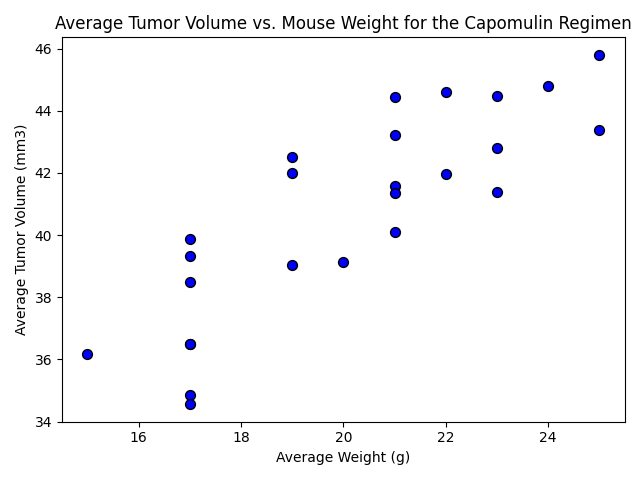 Average Tumor Volume vs. Mouse Weight for the Capomulin Regimen
46
44
42
40
38
36
34
Average Tumor Volume (mm3)
16 18 20 22 24
Average Weight (g)